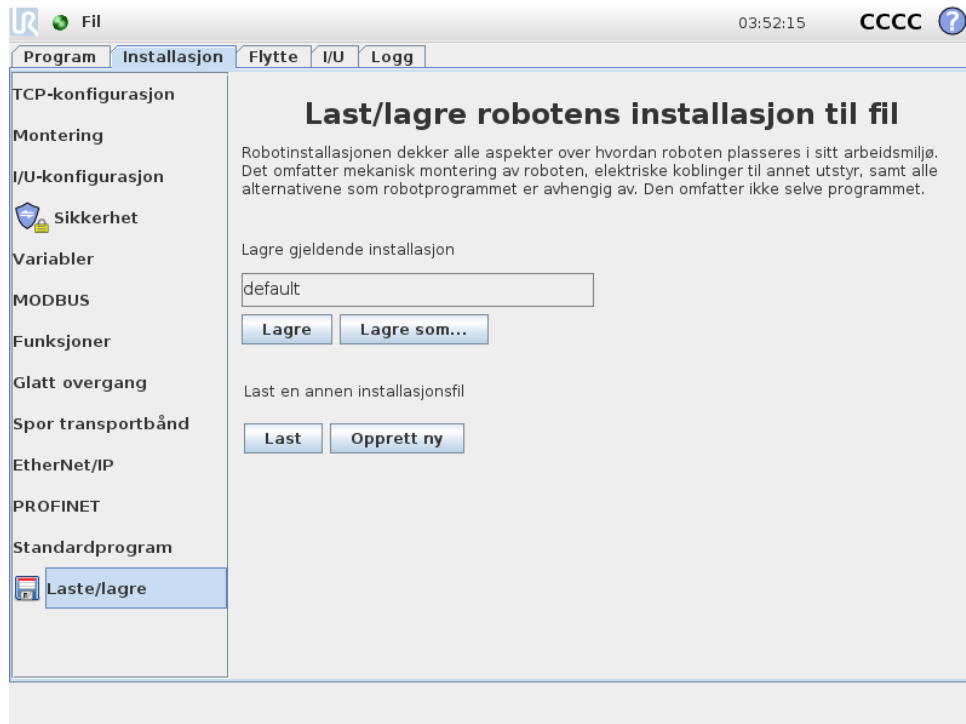 UR Fil 03:52:15 CCCC ?
Program Installasjon Flytte I/U Logg
TCP-konfigurasjon
Montering
I/U-konfigurasjon
Sikkerhet
Variabler
MODBUS
Funksjoner
Glatt overgang
Spor transportbånd
EtherNet/IP
PROFINET
Standardprogram
Laste/lagre
Last/lagre robotens installasjon til fil
Robotinstallasjonen dekker alle aspekter over hvordan roboten plasseres i sitt arbeidsmiljø.
Det omfatter mekanisk montering av roboten, elektriske koblinger til annet utstyr, samt alle
alternativene som robotprogrammet er avhengig av. Den omfatter ikke selve programmet.
Lagre gjeldende installasjon
default
Lagre Lagre som...
Last en annen installasjonsfil
Last Opprett ny